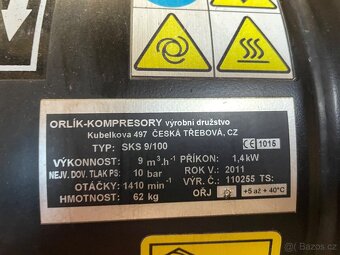 ORLÍK-KOMPRESORY výrobní družstvo
Kubelkova 497 ČESKÁ TŘEBOVÁ, CZ
TYP: SKS 9/100 CE 1015
VÝKONNOST: 9 m³.h⁻¹ PŘÍKON: 1,4 kW
NEJV. DOV. TLAK PS: 10 bar ROK V.: 2011
OTÁČKY: 1410 min⁻¹ VÝR. Č.: 110255 TS:
HMOTNOST: 62 kg OŘJ +5 až + 40°C
sbazos.cz